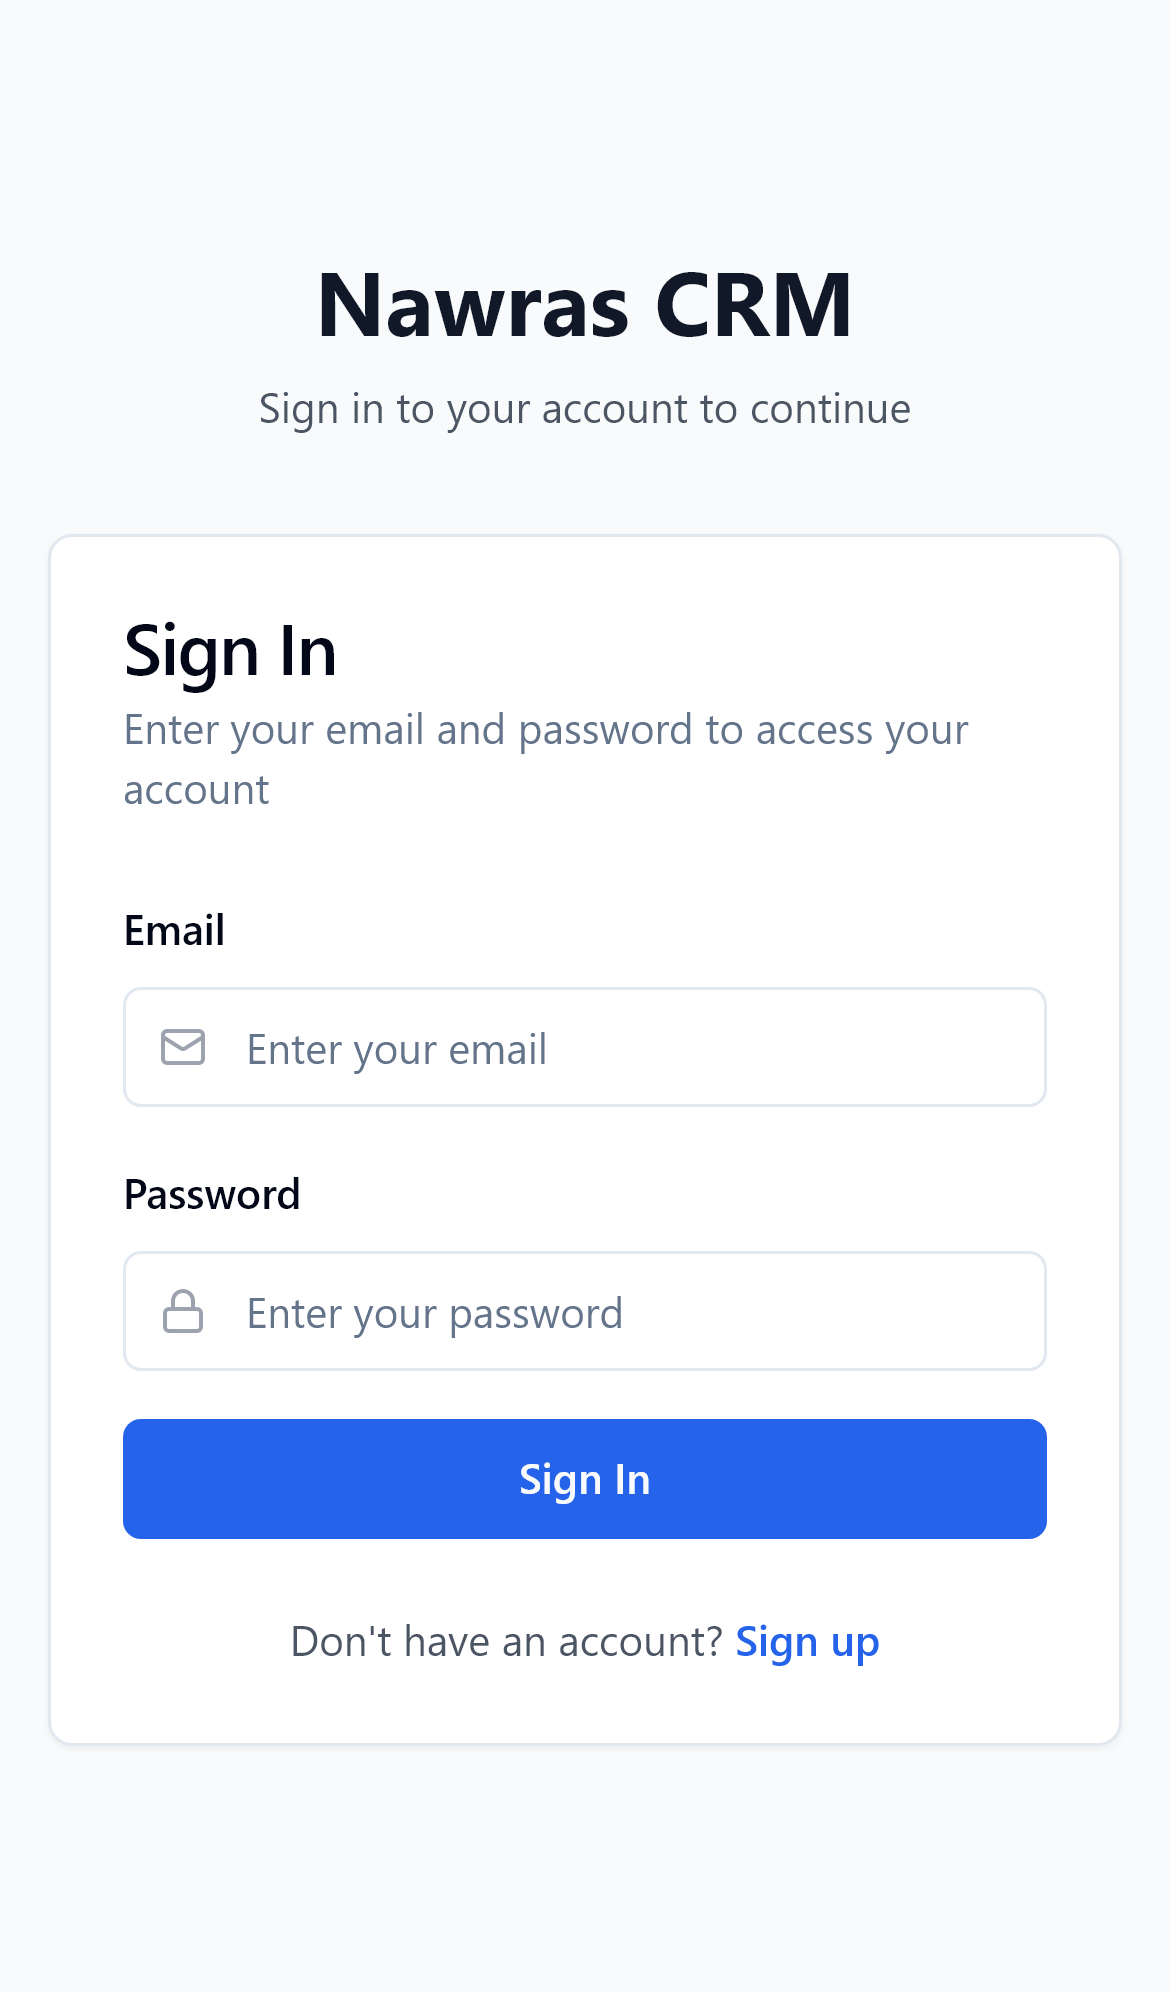 Nawras CRM
Sign in to your account to continue
Sign In
Enter your email and password to access your
account
Email
Enter your email
Password
Enter your password
Sign In
Don't have an account? Sign up